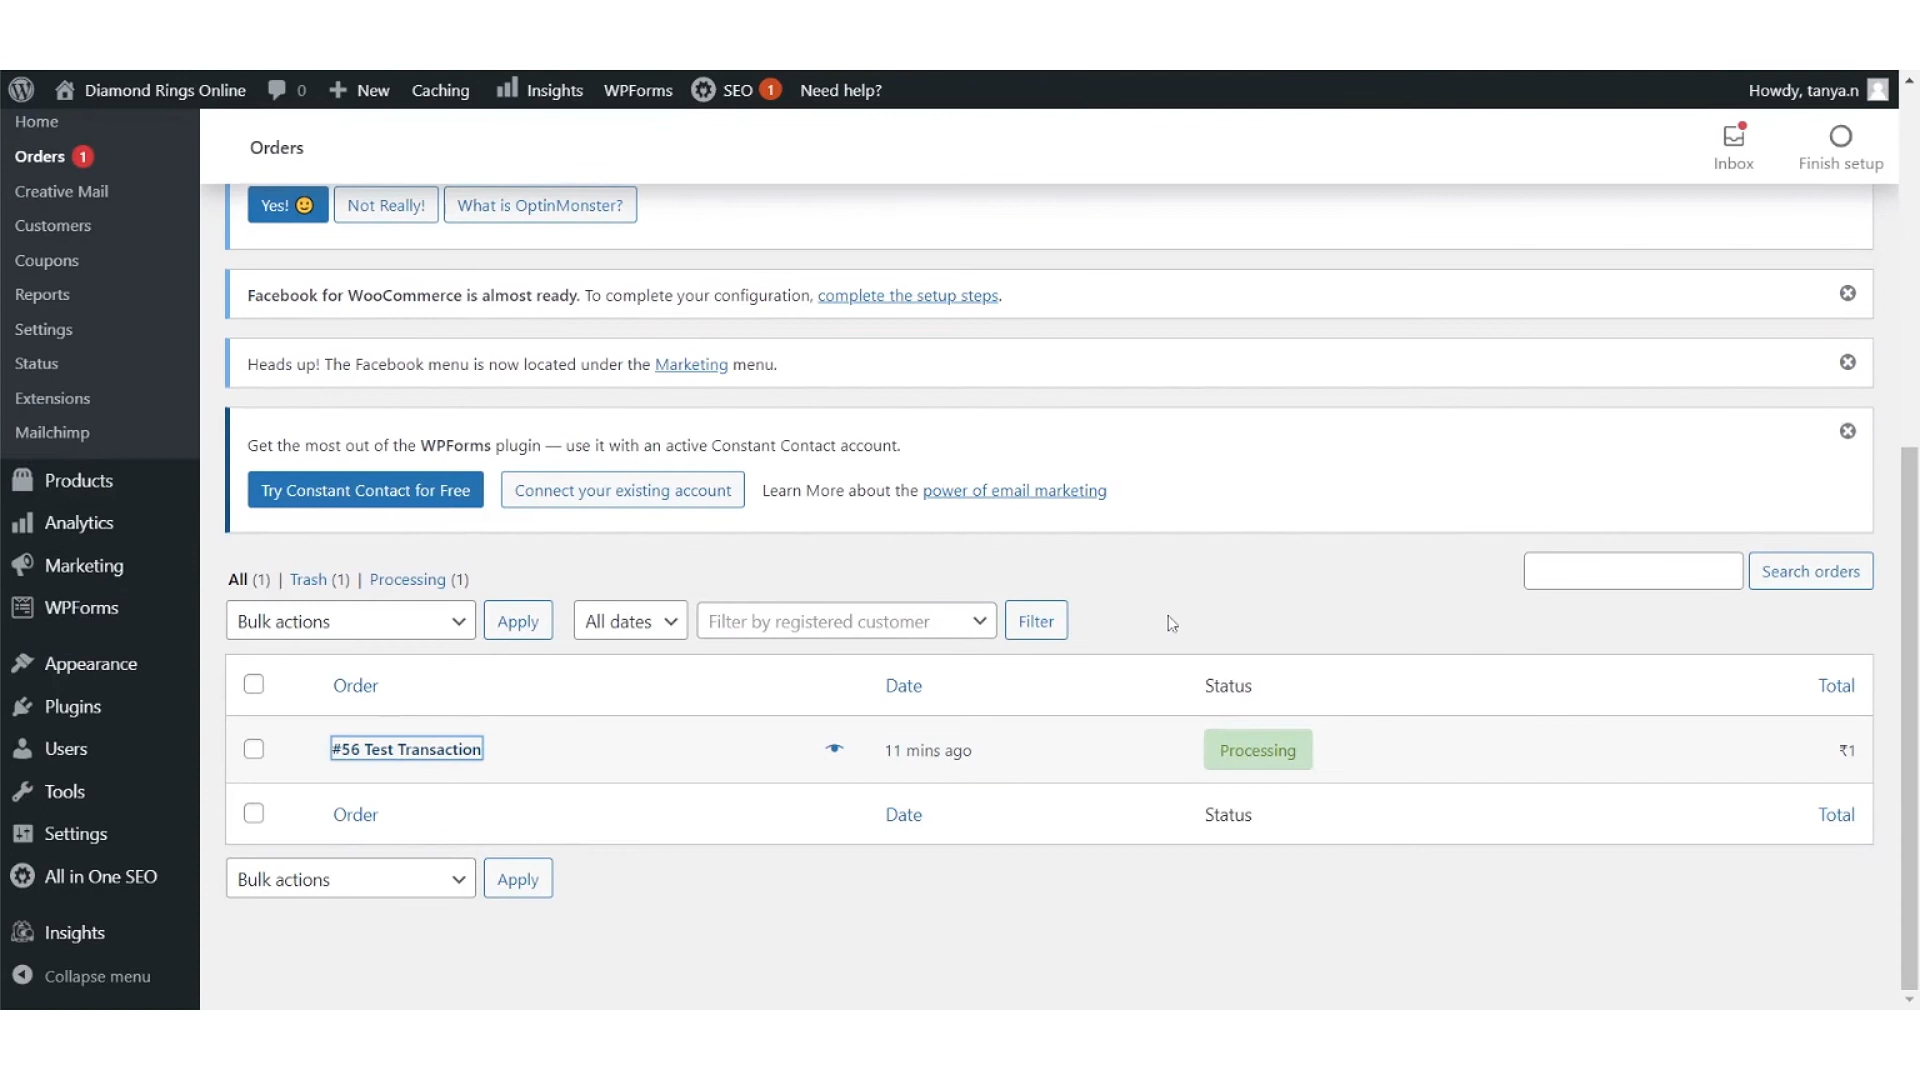 Diamond Rings Online 0 New Caching Insights WPForms SEO 1 Need help? Howdy, tanya.n
Home
Orders 1
Creative Mail
Customers
Coupons
Reports
Settings
Status
Extensions
Mailchimp
Products
Analytics
Marketing
WPForms
Appearance
Plugins
Users
Tools
Settings
All in One SEO
Insights
Collapse menu
Orders
Inbox
Finish setup
Yes! 🙂 Not Really! What is OptinMonster?
Facebook for WooCommerce is almost ready. To complete your configuration, complete the setup steps.
Heads up! The Facebook menu is now located under the Marketing menu.
Get the most out of the WPForms plugin — use it with an active Constant Contact account.
Try Constant Contact for Free Connect your existing account Learn More about the power of email marketing
All (1) | Trash (1) | Processing (1)
Search orders
Bulk actions Apply All dates Filter by registered customer Filter
Order Date Status Total
#56 Test Transaction 11 mins ago Processing ₹1
Order Date Status Total
Bulk actions Apply